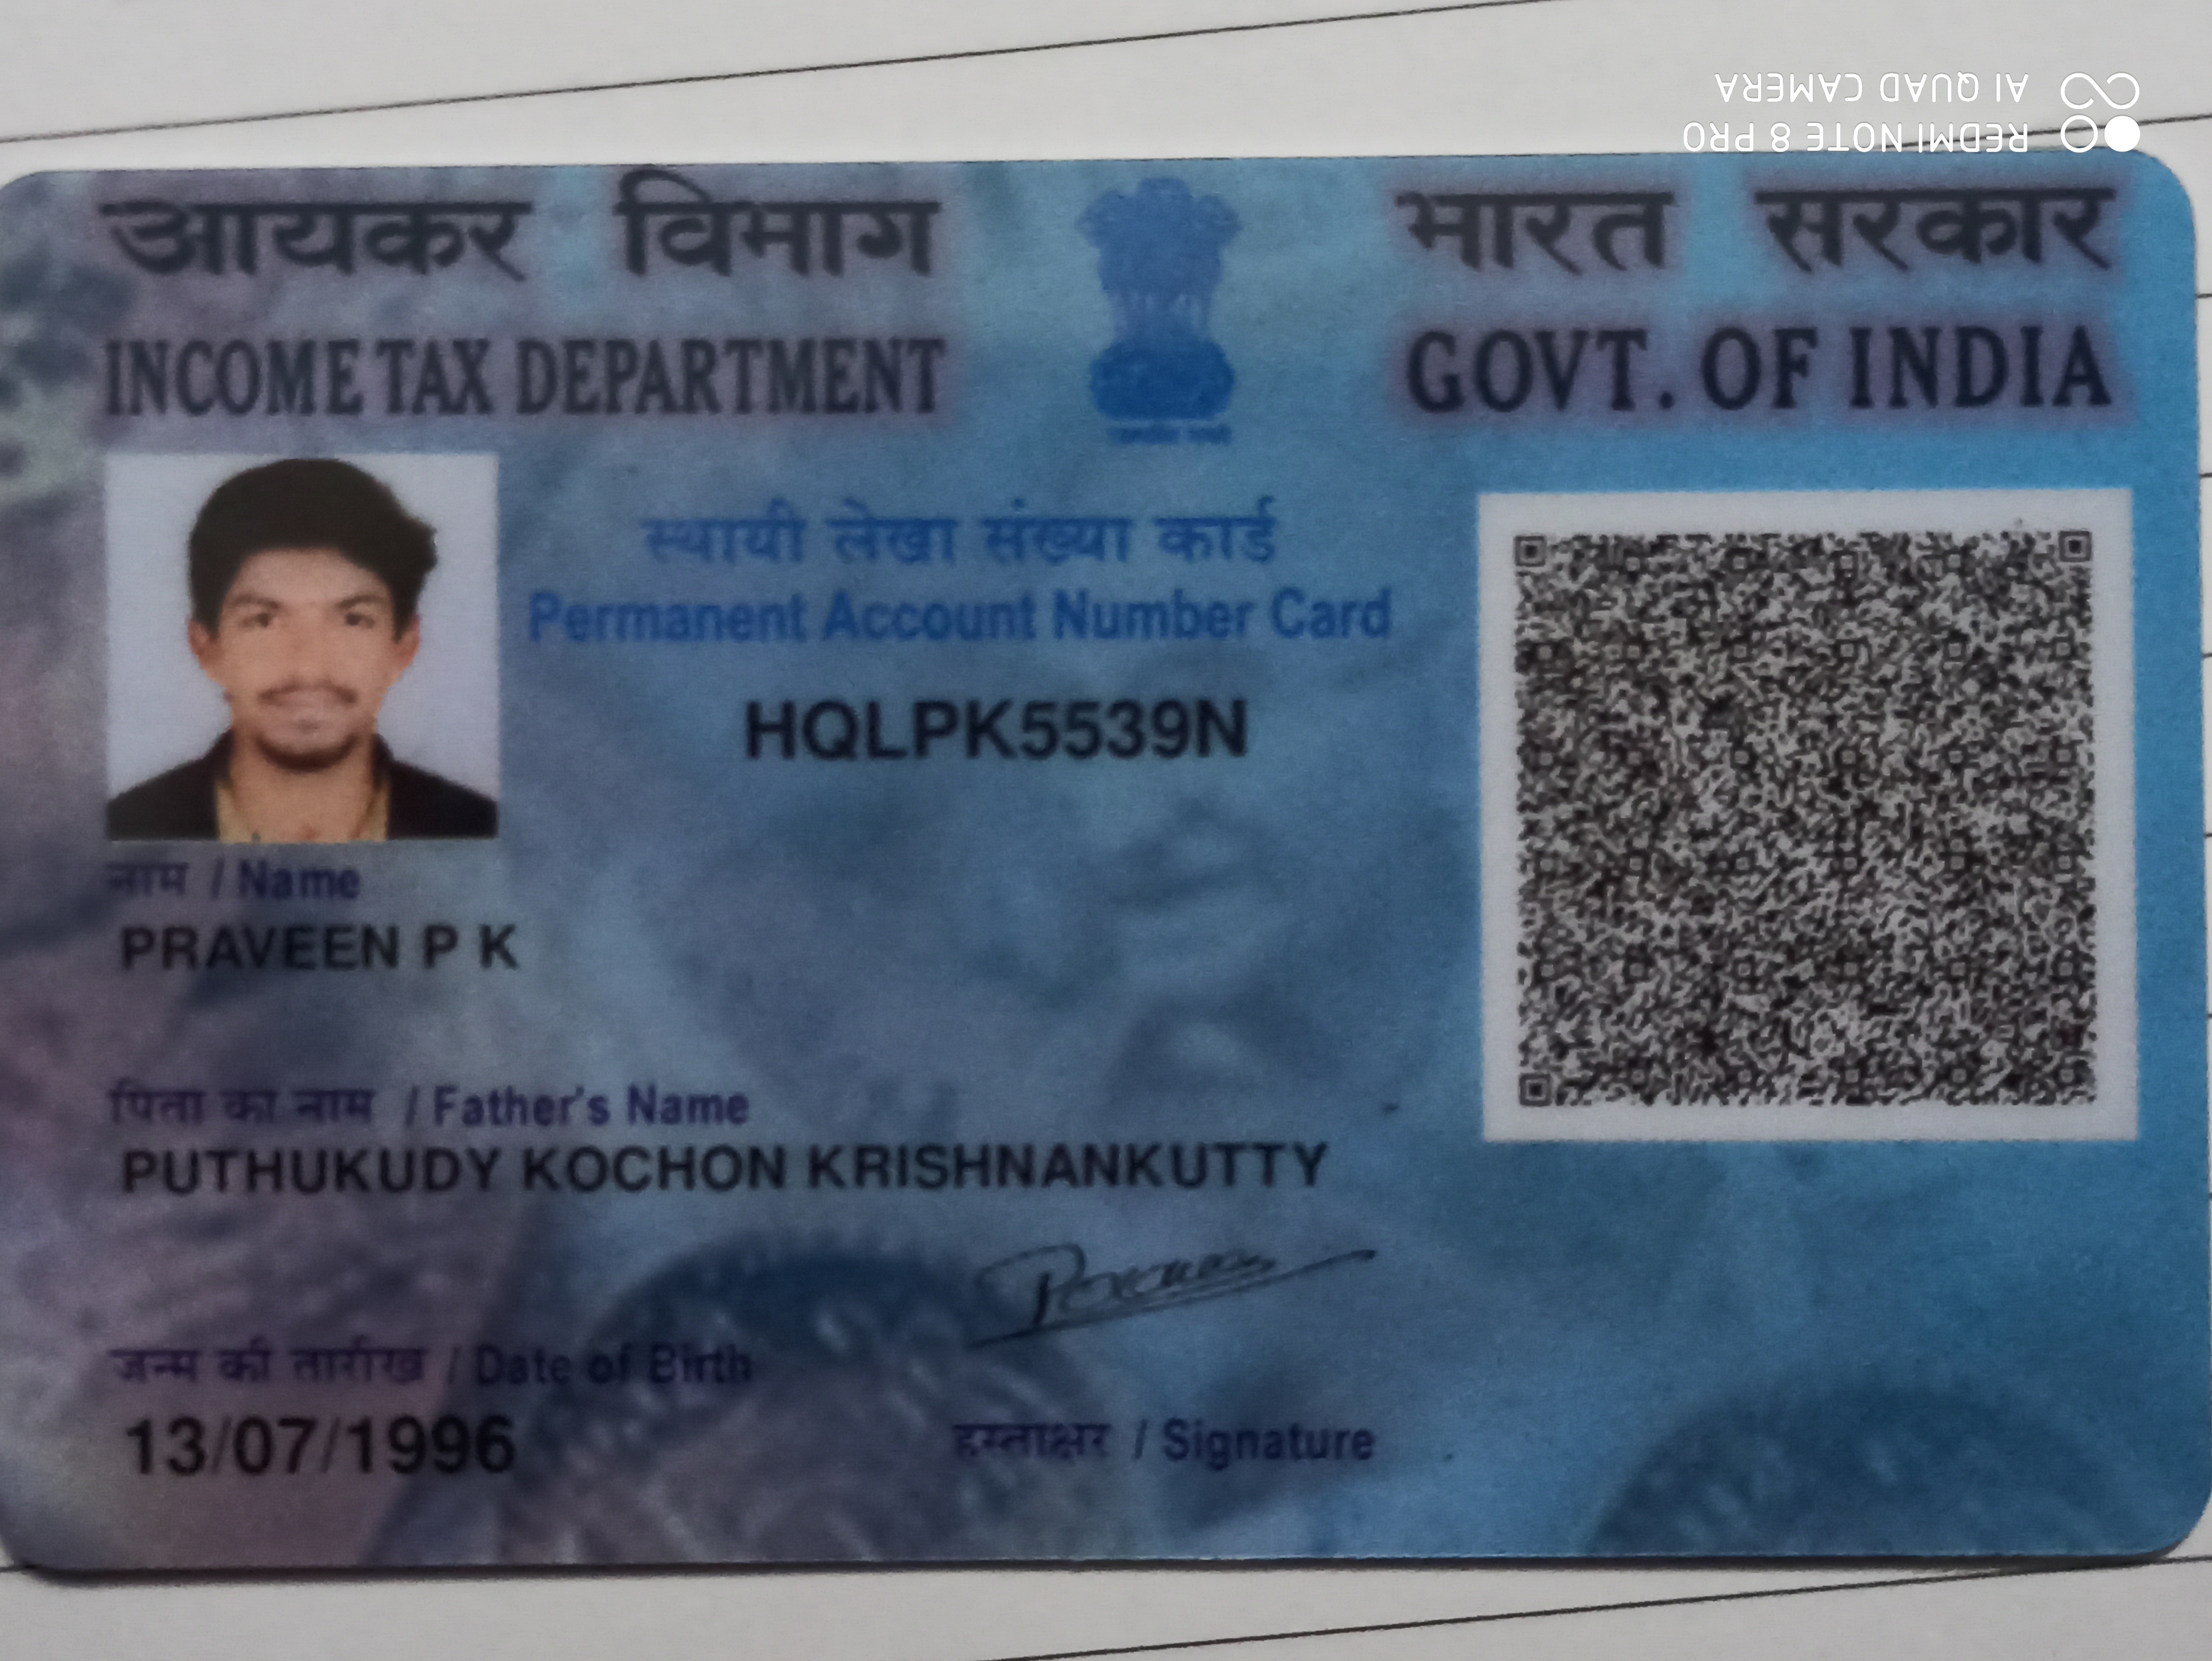 आयकर विभाग
INCOME TAX DEPARTMENT
भारत सरकार
GOVT. OF INDIA
स्थायी लेखा संख्या कार्ड
Permanent Account Number Card
HQLPK5539N
नाम / Name
PRAVEEN P K
पिता का नाम / Father's Name
PUTHUKUDY KOCHON KRISHNANKUTTY
जन्म की तारीख / Date of Birth
13/07/1996
हस्ताक्षर / Signature
REDMI NOTE 8 PRO
AI QUAD CAMERA